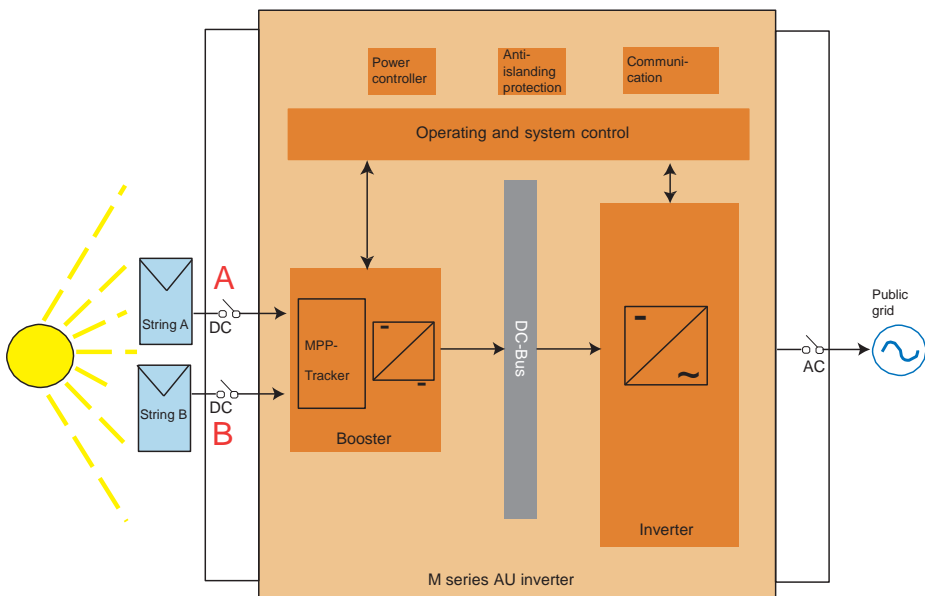 Power
controller
Anti-
islanding
protection
Communi-
cation
Operating and system control
A
String A
DC
MPP-
Tracker
DC-Bus
Public
grid
AC
String B
DC
B
Booster
Inverter
M series AU inverter